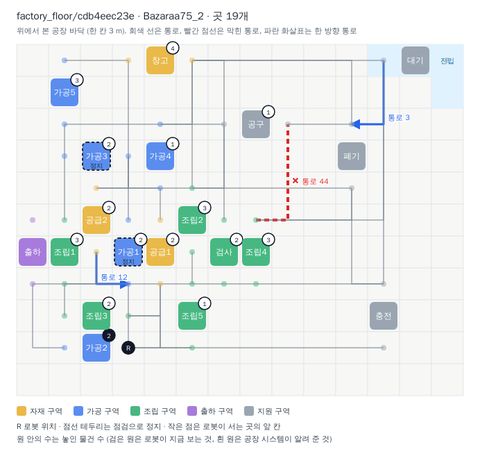 factory_floor/cdb4eec23e · Bazaraa75_2 · 곳 19개
위에서 본 공장 바닥 (한 칸 3 m). 회색 선은 통로, 빨간 점선은 막힌 통로, 파란 화살표는 한 방향 통로
창고 4
대기
전립
가공5 3
통로 3
공구 1
가공3 2
정지
가공4 1
폐기
✖ 통로 44
공급2 2
조립2 3
출하
조립1 3
가공1 2
정지
공급1 2
검사 2
조립4 3
통로 12
조립3 2
조립5 1
충전
가공2 2
R
자재 구역
가공 구역
조립 구역
출하 구역
지원 구역
R 로봇 위치 · 점선 테두리는 점검으로 정지 · 작은 점은 로봇이 서는 곳의 앞 칸
원 안의 수는 놓인 물건 수 (검은 원은 로봇이 지금 보는 것, 흰 원은 공장 시스템이 알려 준 것)